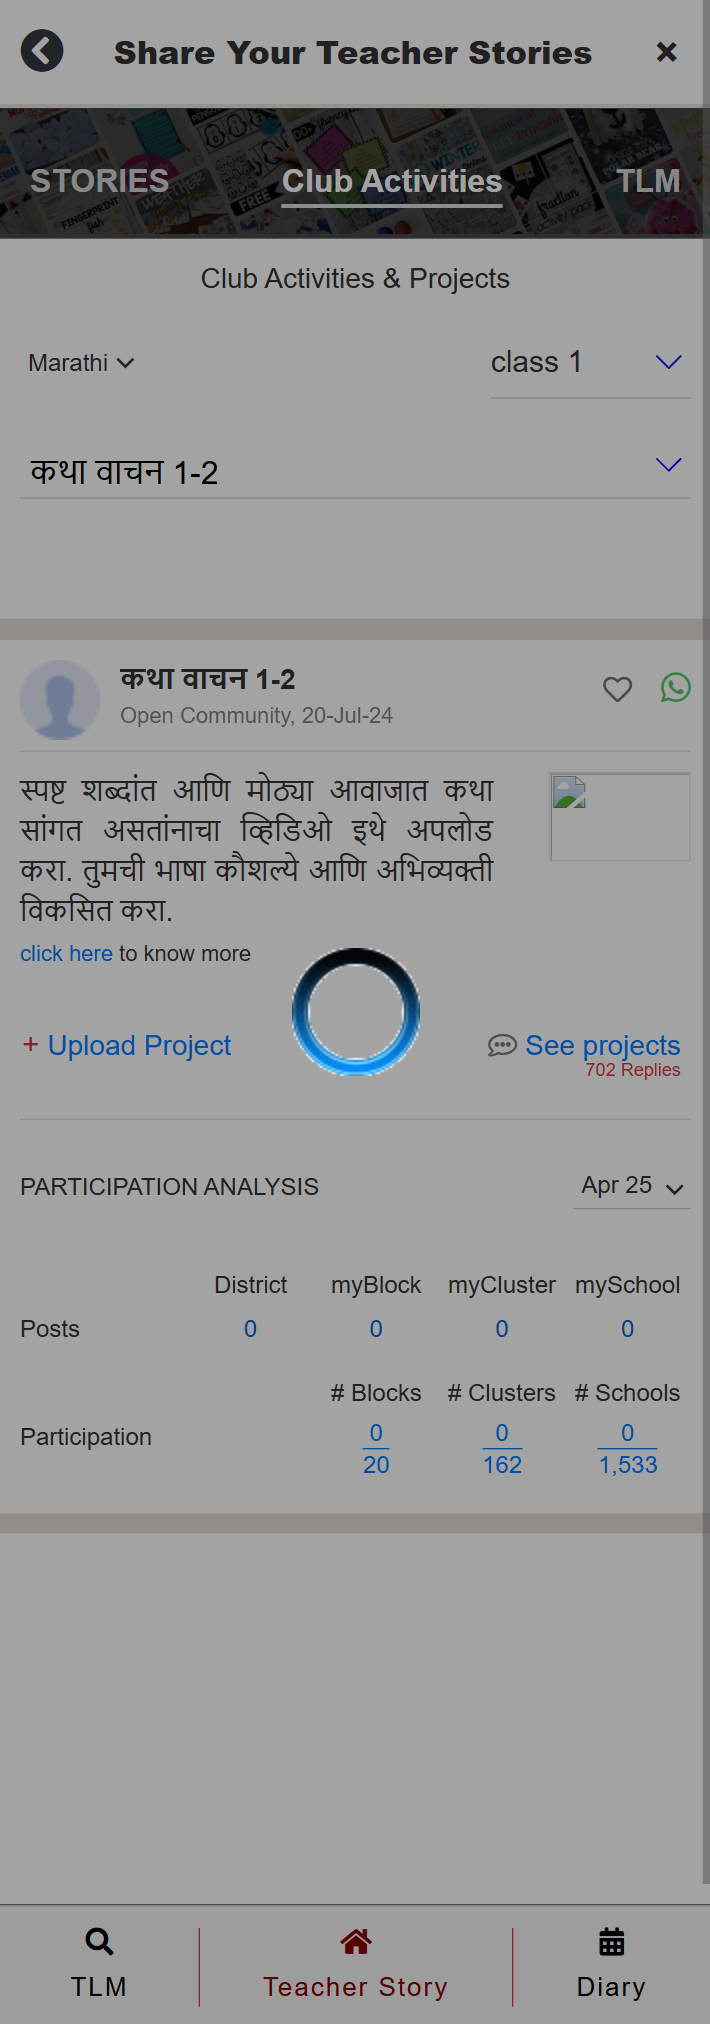 Share Your Teacher Stories
STORIES Club Activities TLM
Club Activities & Projects
Marathi class 1
कथा वाचन 1-2
कथा वाचन 1-2
Open Community, 20-Jul-24
स्पष्ट शब्दांत आणि मोठ्या आवाजात कथा
सांगत असतांनाचा व्हिडिओ इथे अपलोड
करा. तुमची भाषा कौशल्ये आणि अभिव्यक्ती
विकसित करा.
click here to know more
+ Upload Project See projects
702 Replies
PARTICIPATION ANALYSIS Apr 25
District myBlock myCluster mySchool
Posts 0 0 0 0
# Blocks # Clusters # Schools
Participation 0 0 0
20 162 1,533
TLM Teacher Story Diary